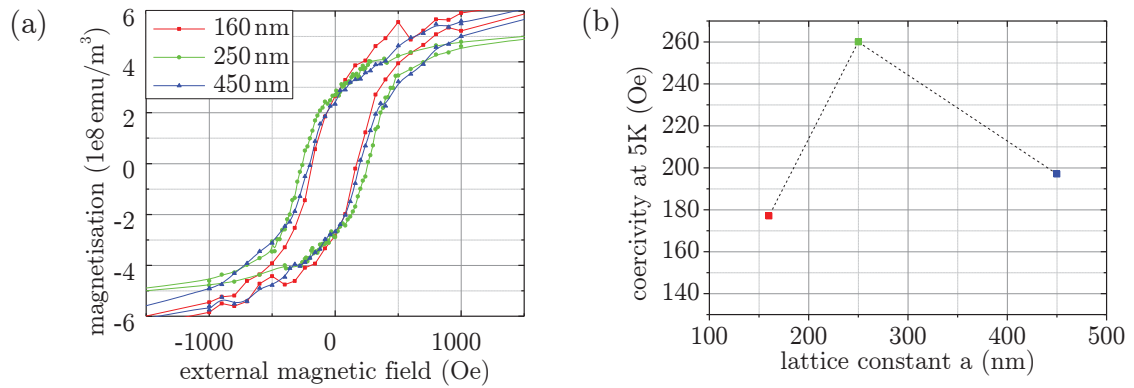 (a)
160 nm
250 nm
450 nm
magnetisation (1e8 emu/m³)
6
4
2
0
-2
-4
-6
-1000
0
1000
external magnetic field (Oe)
(b)
coercivity at 5K (Oe)
260
240
220
200
180
160
140
100
200
300
400
500
lattice constant a (nm)